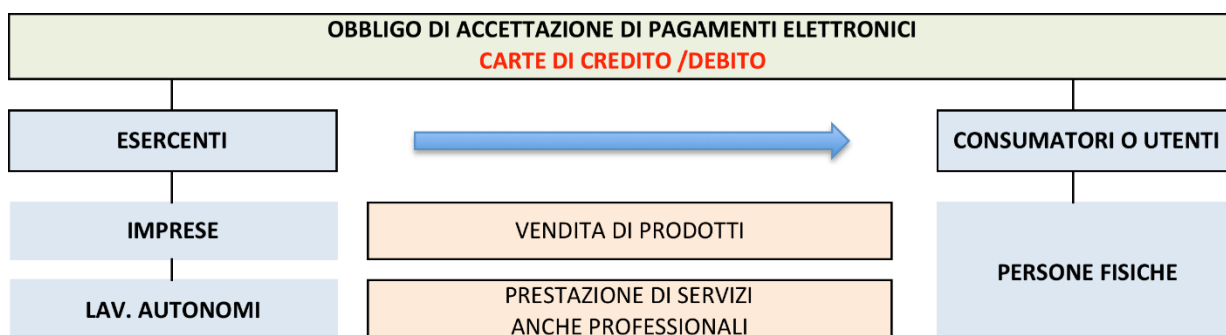 OBBLIGO DI ACCETTAZIONE DI PAGAMENTI ELETTRONICI
CARTE DI CREDITO /DEBITO
ESERCENTI
CONSUMATORI O UTENTI
IMPRESE
VENDITA DI PRODOTTI
PERSONE FISICHE
LAV. AUTONOMI
PRESTAZIONE DI SERVIZI
ANCHE PROFESSIONALI